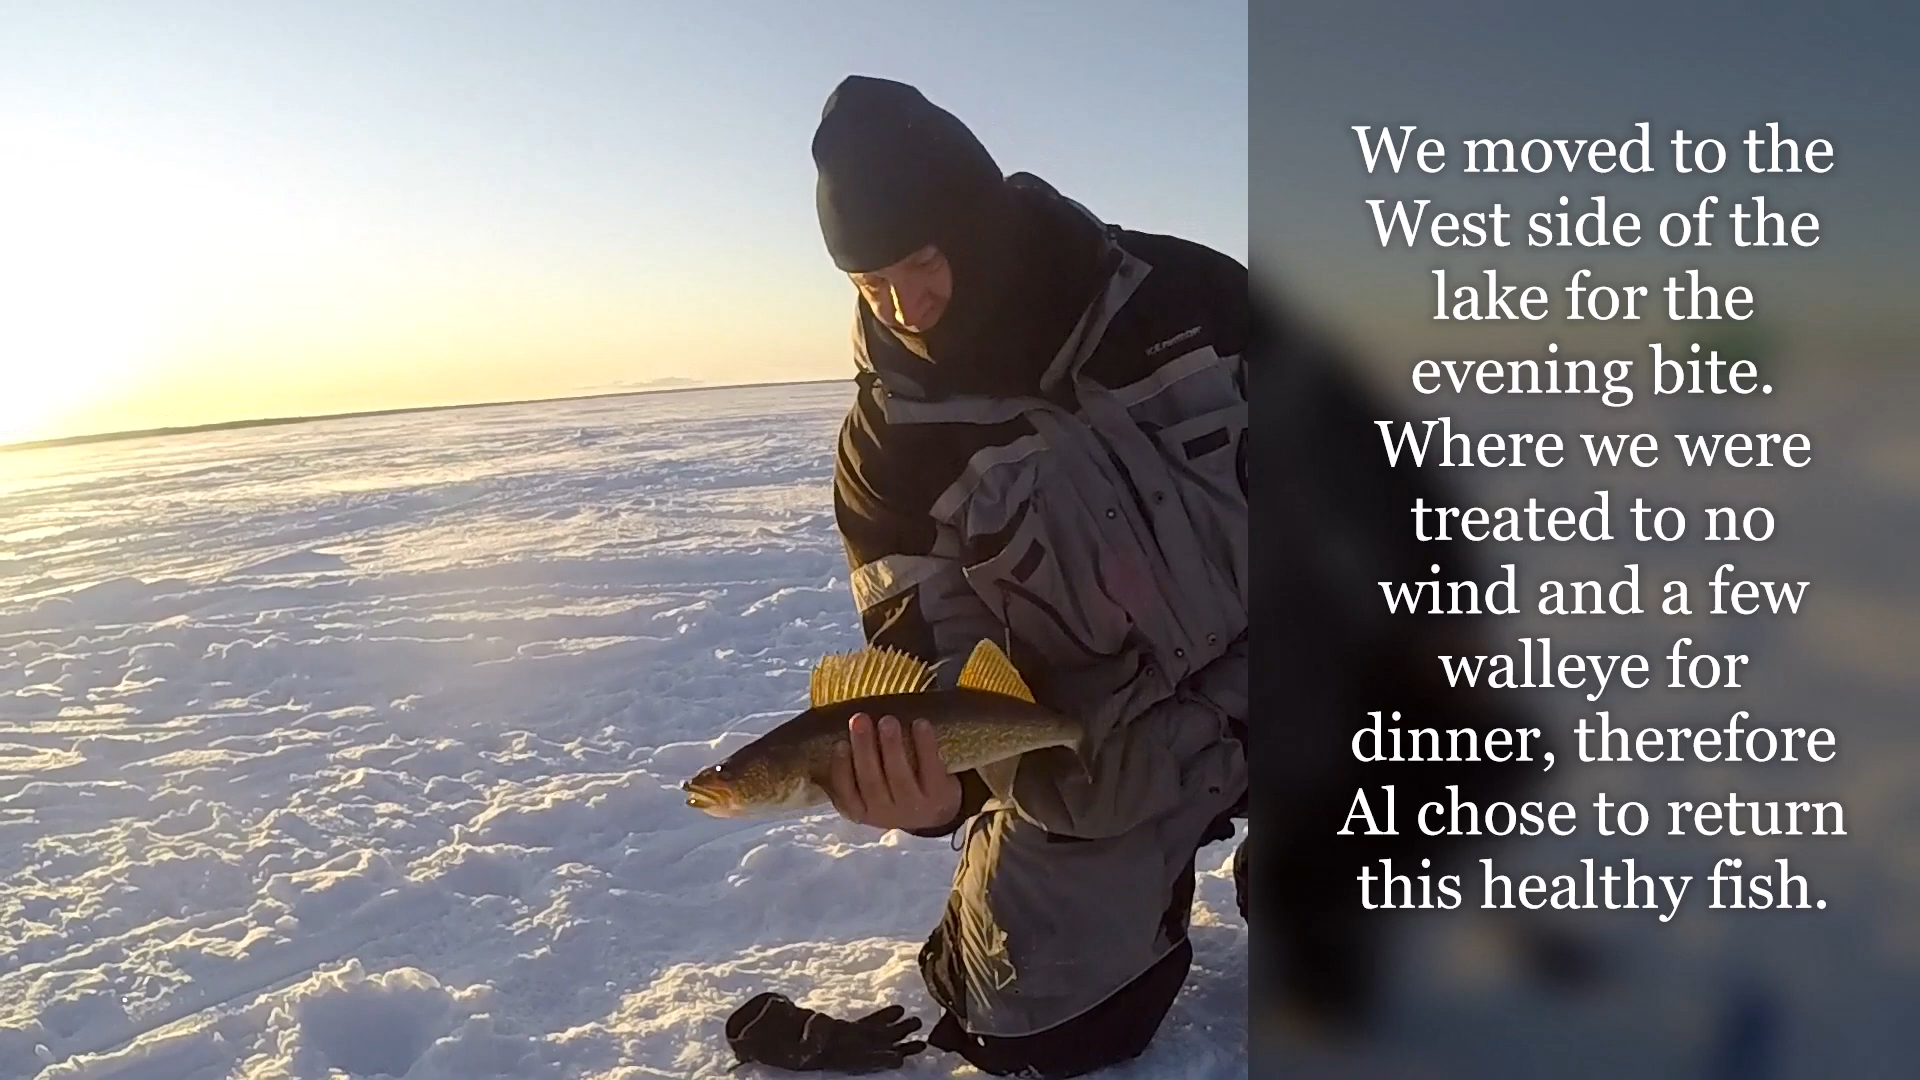 We moved to the
West side of the
lake for the
evening bite.
Where we were
treated to no
wind and a few
walleye for
dinner, therefore
Al chose to return
this healthy fish.